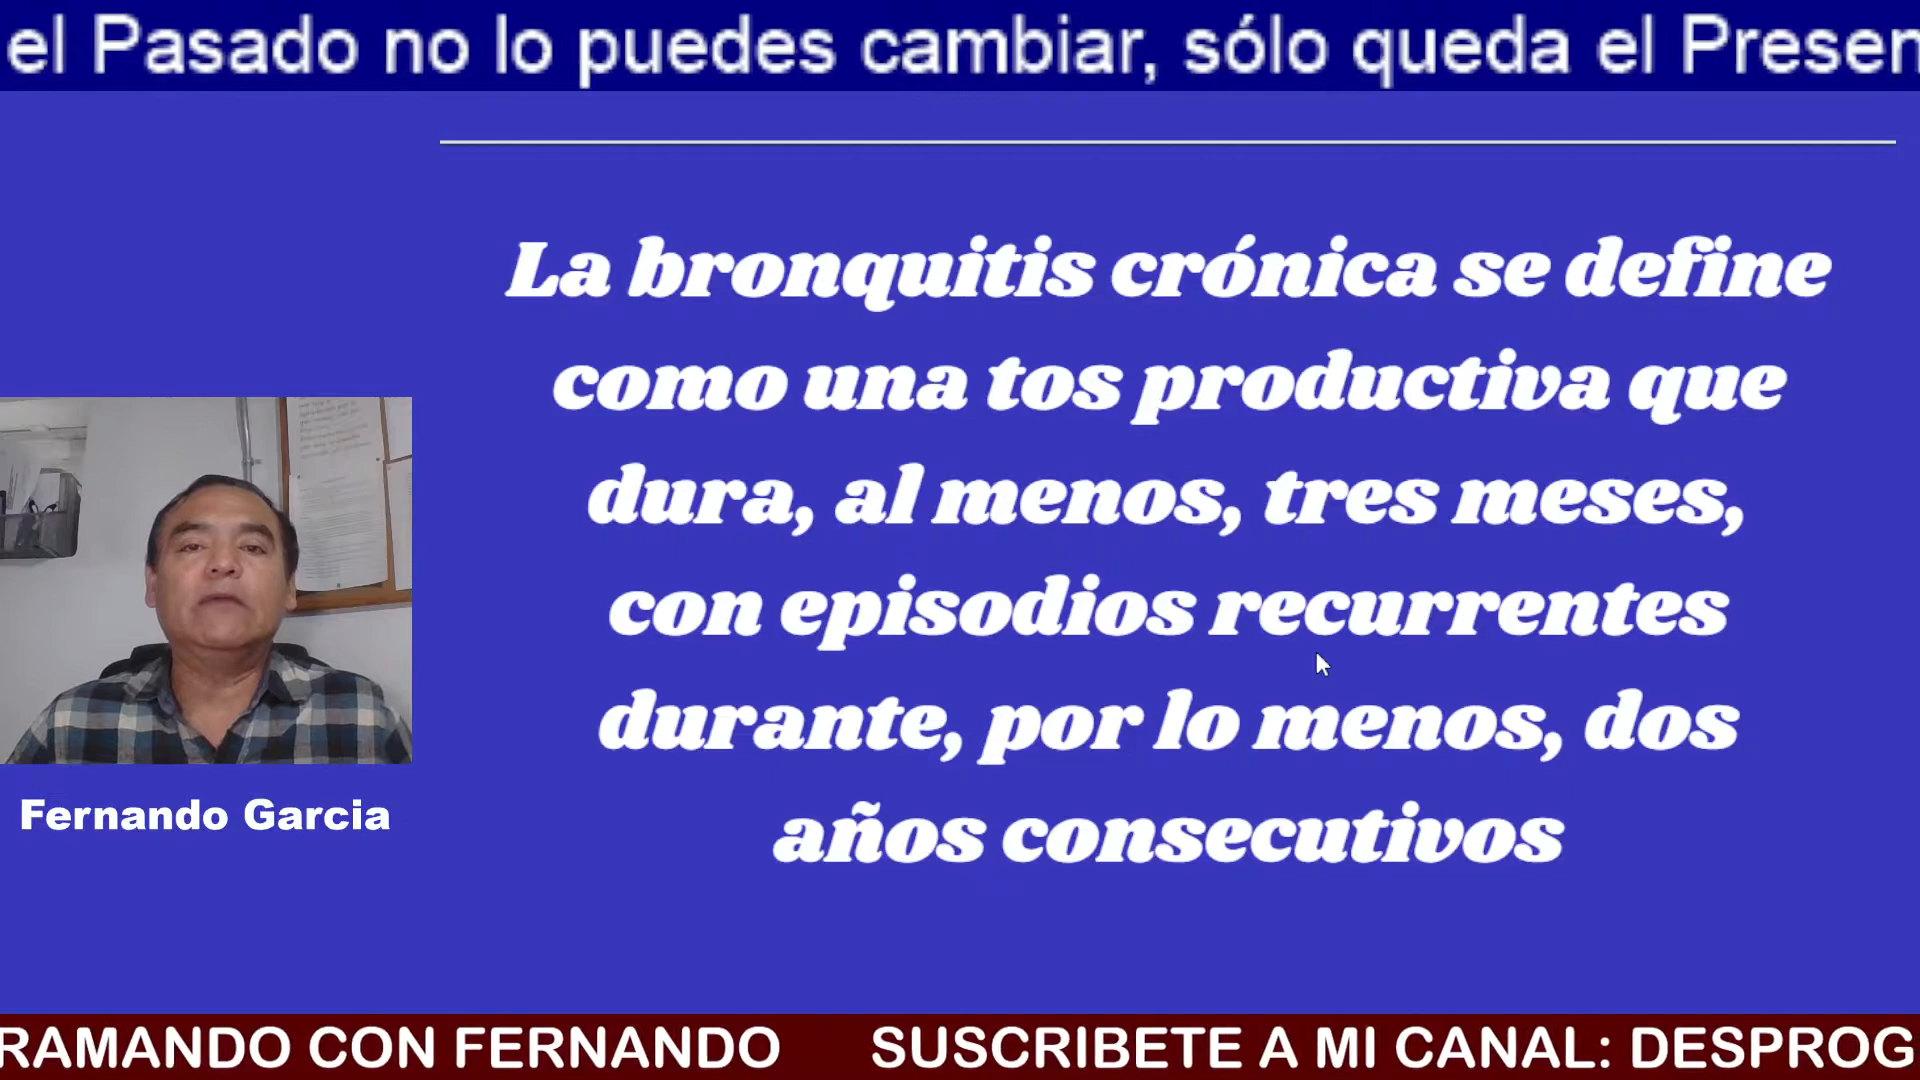 el Pasado no lo puedes cambiar, sólo queda el Presen
La bronquitis crónica se define
como una tos productiva que
dura, al menos, tres meses,
con episodios recurrentes
durante, por lo menos, dos
años consecutivos
Fernando Garcia
RAMANDO CON FERNANDO SUSCRIBETE A MI CANAL: DESPROG